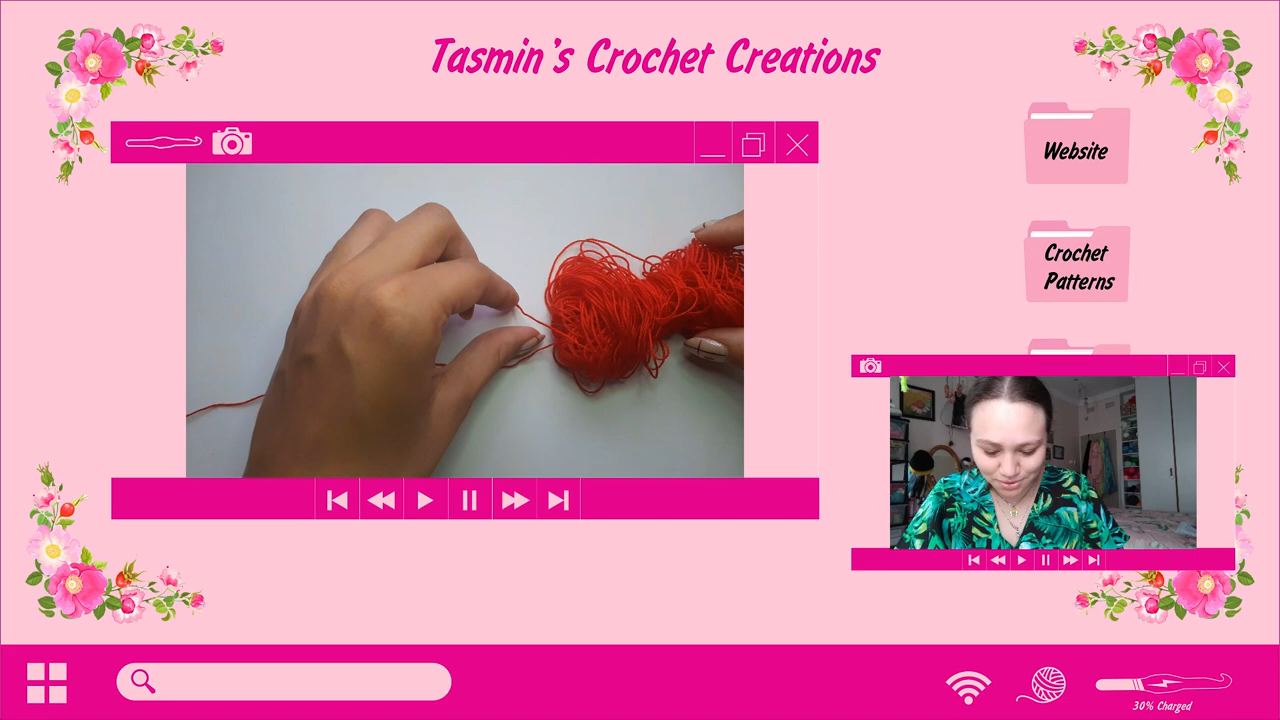 Tasmin's Crochet Creations
Website
Crochet
Patterns
30% Charged